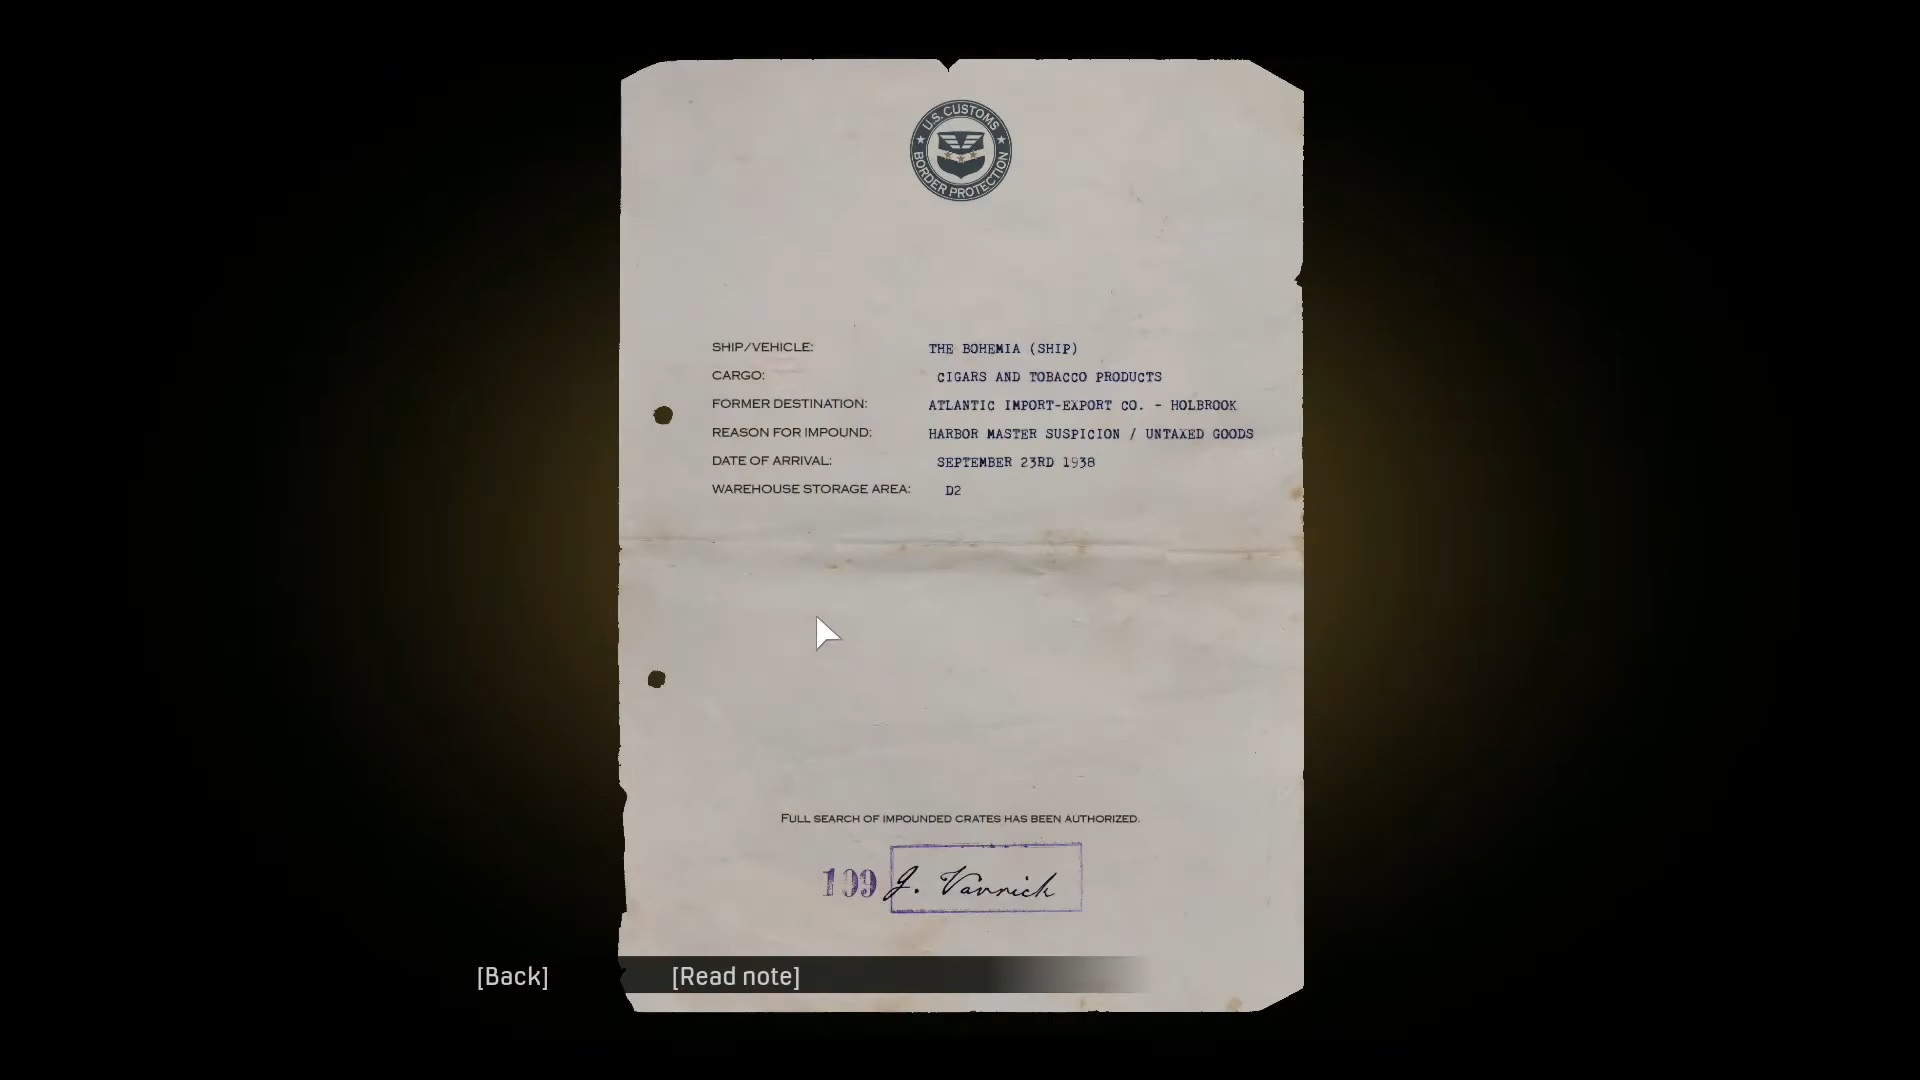 U.S. CUSTOMS
BORDER PROTECTION
SHIP/VEHICLE: THE BOHEMIA (SHIP)
CARGO: CIGARS AND TOBACCO PRODUCTS
FORMER DESTINATION: ATLANTIC IMPORT-EXPORT CO. - HOLBROOK
REASON FOR IMPOUND: HARBOR MASTER SUSPICION / UNTAXED GOODS
DATE OF ARRIVAL: SEPTEMBER 23RD 1938
WAREHOUSE STORAGE AREA: D2
FULL SEARCH OF IMPOUNDED CRATES HAS BEEN AUTHORIZED.
199 J. Vanrick
[Back] [Read note]